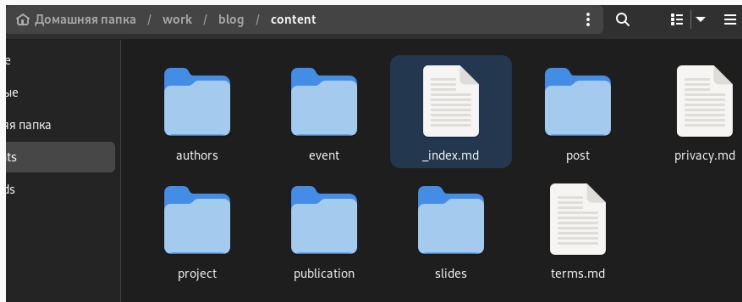 Домашняя папка / work / blog / content
authors
event
_index.md
post
privacy.md
project
publication
slides
terms.md